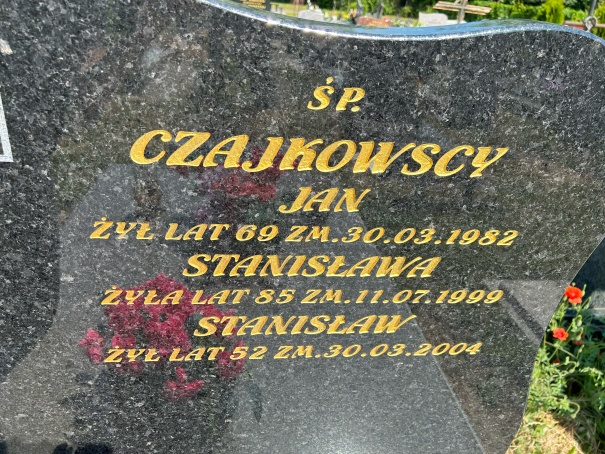 Ś.P.
CZAJKOWSCY
JAN
ŻYŁ LAT 69 ZM.30.03.1982
STANISŁAWA
ŻYŁA LAT 85 ZM.11.07.1999
STANISŁAW
ŻYŁ LAT 52 ZM.30.03.2004